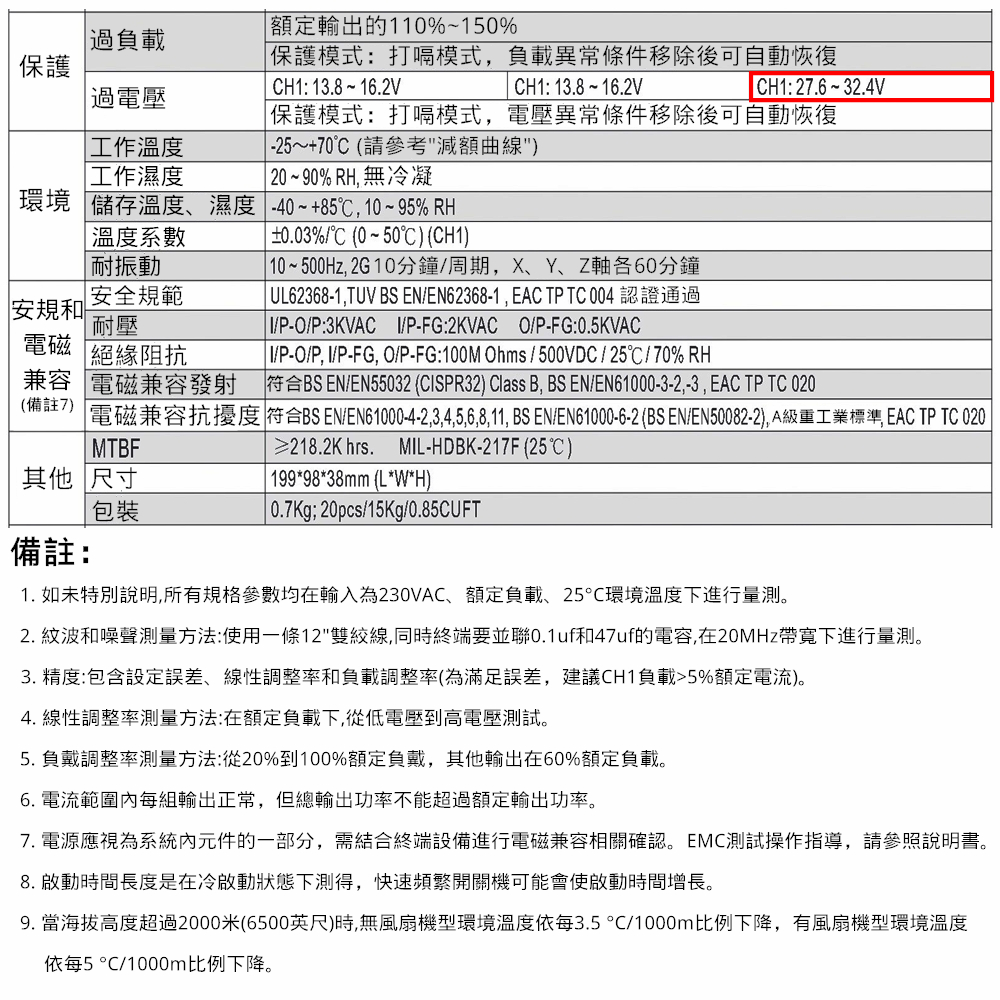 保護
過負載
額定輸出的110%~150%
保護模式：打嗝模式，負載異常條件移除後可自動恢復
過電壓
CH1: 13.8 ~ 16.2V
CH1: 13.8 ~ 16.2V
CH1: 27.6 ~ 32.4V
保護模式：打嗝模式，電壓異常條件移除後可自動恢復
環境
工作溫度
-25～+70℃ (請參考"減額曲線")
工作濕度
20 ~ 90% RH, 無冷凝
儲存溫度、濕度
-40 ~ +85℃, 10 ~ 95% RH
溫度系數
±0.03%/℃ (0 ~ 50℃) (CH1)
耐振動
10 ~ 500Hz, 2G 10分鐘/周期，X、Y、Z軸各60分鐘
安規和
電磁
兼容
(備註7)
安全規範
UL62368-1,TUV BS EN/EN62368-1 , EAC TP TC 004 認證通過
耐壓
I/P-O/P:3KVAC I/P-FG:2KVAC O/P-FG:0.5KVAC
絕緣阻抗
I/P-O/P, I/P-FG, O/P-FG:100M Ohms / 500VDC / 25℃/ 70% RH
電磁兼容發射
符合BS EN/EN55032 (CISPR32) Class B, BS EN/EN61000-3-2,-3 , EAC TP TC 020
電磁兼容抗擾度
符合BS EN/EN61000-4-2,3,4,5,6,8,11, BS EN/EN61000-6-2 (BS EN/EN50082-2), A級重工業標準, EAC TP TC 020
其他
MTBF
≥218.2K hrs. MIL-HDBK-217F (25℃)
尺寸
199*98*38mm (L*W*H)
包裝
0.7Kg; 20pcs/15Kg/0.85CUFT
備註：
1. 如未特別說明,所有規格參數均在輸入為230VAC、額定負載、25°C環境溫度下進行量測。
2. 紋波和噪聲測量方法:使用一條12"雙絞線,同時終端要並聯0.1uf和47uf的電容,在20MHz帶寬下進行量測。
3. 精度:包含設定誤差、線性調整率和負載調整率(為滿足誤差，建議CH1負載>5%額定電流)。
4. 線性調整率測量方法:在額定負載下,從低電壓到高電壓測試。
5. 負戴調整率測量方法:從20%到100%額定負戴，其他輸出在60%額定負載。
6. 電流範圍內每組輸出正常，但總輸出功率不能超過額定輸出功率。
7. 電源應視為系統內元件的一部分，需結合終端設備進行電磁兼容相關確認。EMC測試操作指導，請參照說明書。
8. 啟動時間長度是在冷啟動狀態下測得，快速頻繁開關機可能會使啟動時間增長。
9. 當海拔高度超過2000米(6500英尺)時,無風扇機型環境溫度依每3.5 °C/1000m比例下降，有風扇機型環境溫度
依每5 °C/1000m比例下降。